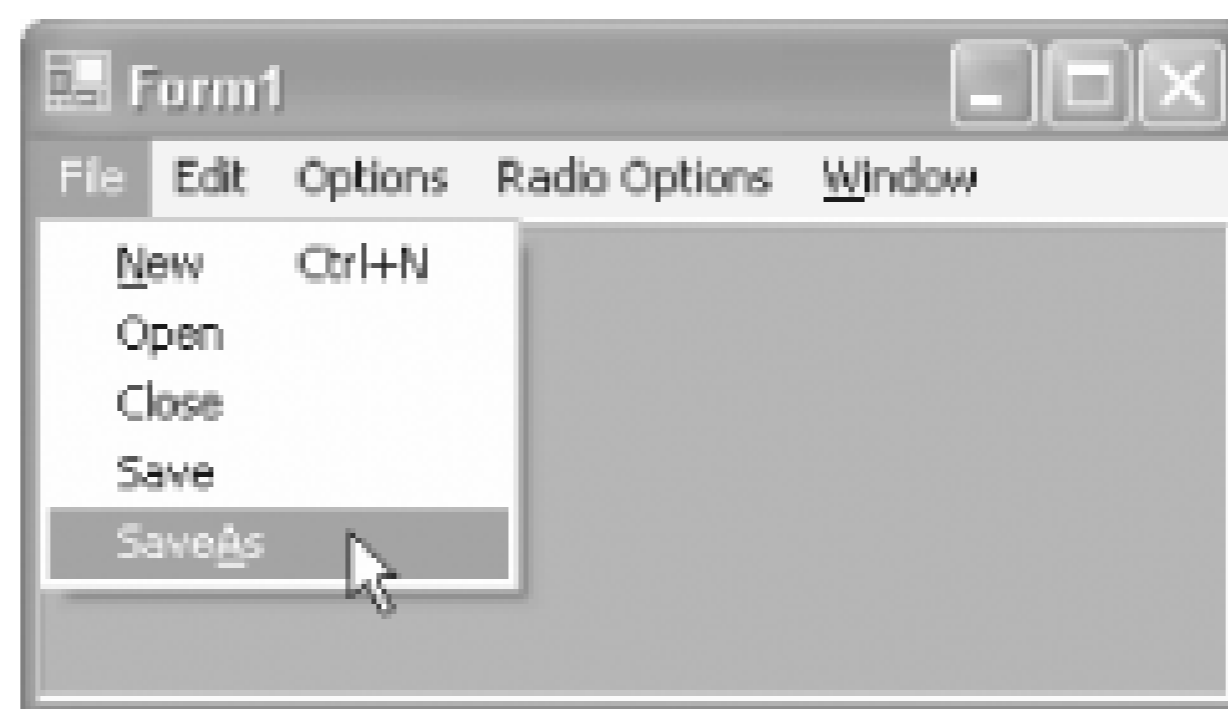 Form1
File Edit Options Radio Options Window
New Ctrl+N
Open
Close
Save
SaveAs